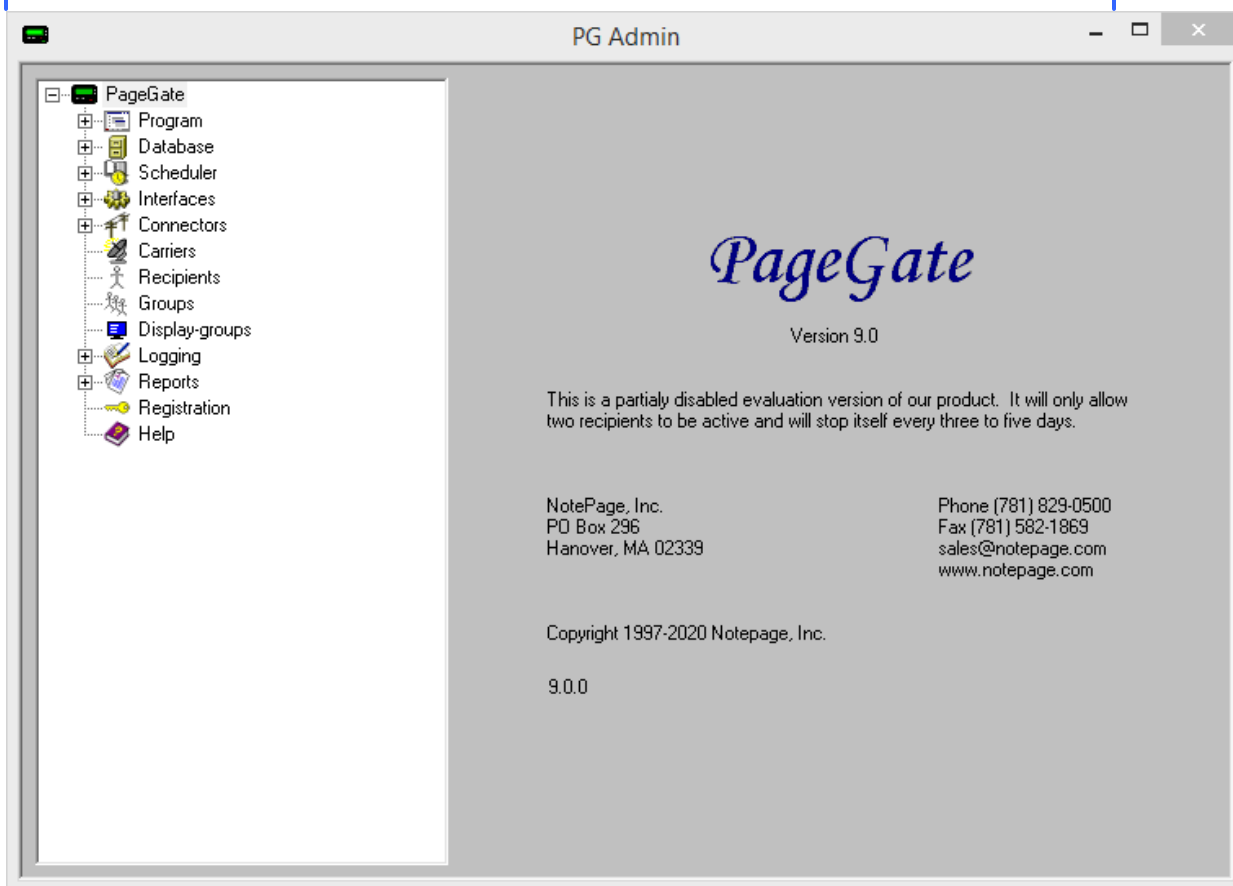 PG Admin
PageGate
Program
Database
Scheduler
Interfaces
Connectors
Carriers
Recipients
Groups
Display-groups
Logging
Reports
Registration
Help
PageGate
Version 9.0
This is a partialy disabled evaluation version of our product.  It will only allow
two recipients to be active and will stop itself every three to five days.
NotePage, Inc.
PO Box 296
Hanover, MA 02339
Phone (781) 829-0500
Fax (781) 582-1869
sales@notepage.com
www.notepage.com
Copyright 1997-2020 Notepage, Inc.
9.0.0